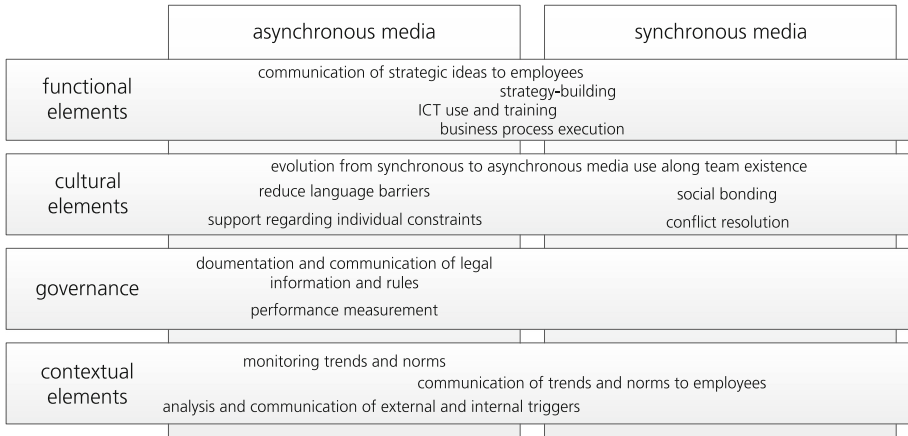 asynchronous media
synchronous media
functional
elements
communication of strategic ideas to employees
strategy-building
ICT use and training
business process execution
cultural
elements
evolution from synchronous to asynchronous media use along team existence
reduce language barriers
social bonding
support regarding individual constraints
conflict resolution
governance
doumentation and communication of legal
information and rules
performance measurement
contextual
elements
monitoring trends and norms
communication of trends and norms to employees
analysis and communication of external and internal triggers